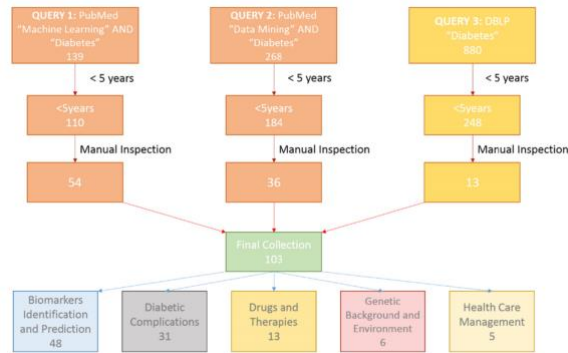 QUERY 1: PubMed
"Machine Learning" AND
"Diabetes"
139
QUERY 2: PubMed
"Data Mining" AND
"Diabetes"
268
QUERY 3: DBLP
"Diabetes"
880
< 5 years
< 5 years
< 5 years
<5years
110
<5years
184
<5years
248
Manual Inspection
Manual Inspection
Manual Inspection
54
36
13
Final Collection
103
Biomarkers
Identification
and Prediction
48
Diabetic
Complications
31
Drugs and
Therapies
13
Genetic
Background and
Environment
6
Health Care
Management
5